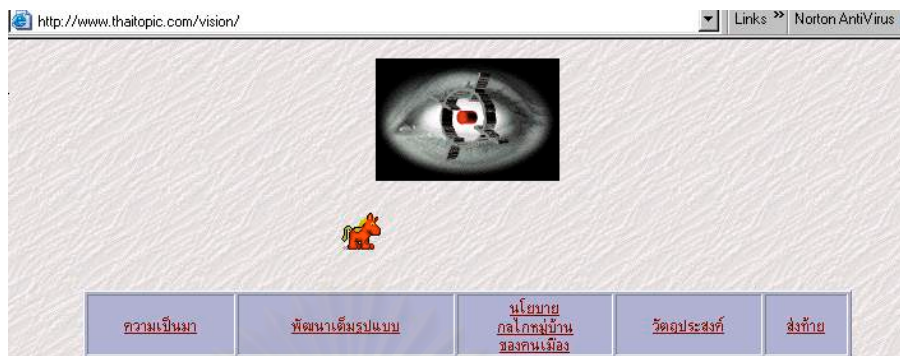 http://www.thaitopic.com/vision/ Links » Norton AntiVirus
ความเป็นมา พัฒนาเต็มรูปแบบ นโยบาย วัตถุประสงค์ ส่งท้าย
กลไกหมู่บ้าน
ของคนเมือง